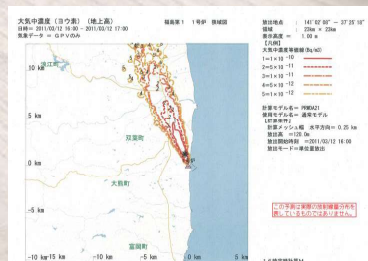 大気中濃度(ヨウ素)(地上高)
日時= 2011/03/12 16:00 - 2011/03/12 17:00
気象データ = GPVのみ
福島第1 1号炉 領域図
放出地点 : 141°02'08" - 37°25'18"
領域 : 23km × 23km
表示高度 = 1.00 m
【凡例】
大気中濃度等値線(Bq/m3)
1=1×10 -10
2=5×10 -11
3=1×10 -11
4=5×10 -12
5=1×10 -12
計算モデル名= PRWDA21
使用モデル名= 通常モデル
計算メッシュ幅 水平方向= 0.25 km
放出高 =120.0m
放出開始時刻 =2011/03/12 16:00
放出モード=単位量放出
この予測は実際の放射線量分布を
表しているものではありません。
10 km
5 km
0 km
-5 km
-10 km
-15 km
-10 km
-5 km
0 km
5 km
浪江町
双葉町
大熊町
富岡町